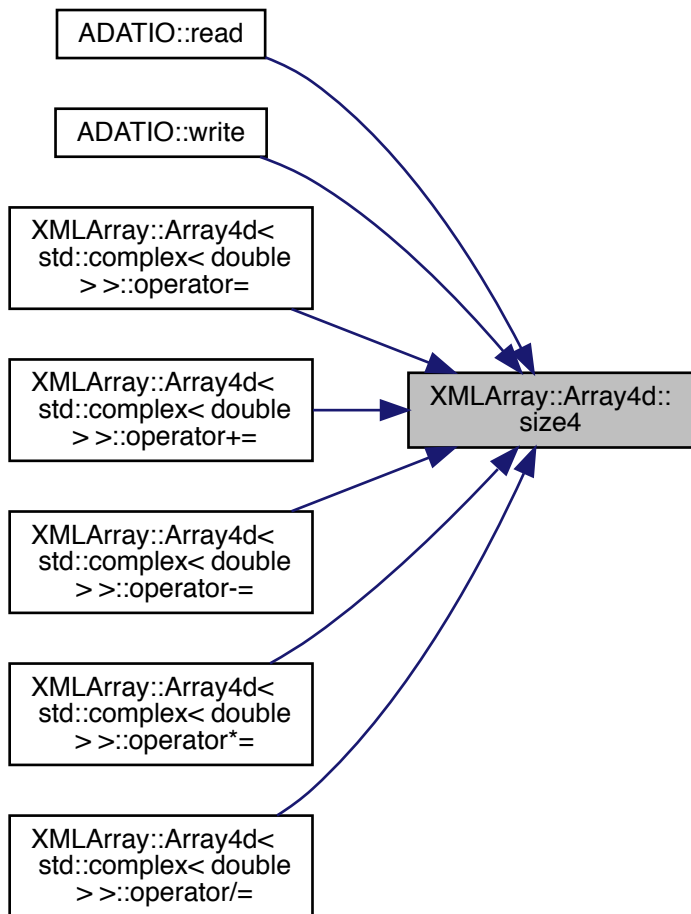 ADATIO::read
ADATIO::write
XMLArray::Array4d<
std::complex< double
> >::operator=
XMLArray::Array4d<
std::complex< double
> >::operator+=
XMLArray::Array4d::
size4
XMLArray::Array4d<
std::complex< double
> >::operator-=
XMLArray::Array4d<
std::complex< double
> >::operator*=
XMLArray::Array4d<
std::complex< double
> >::operator/=